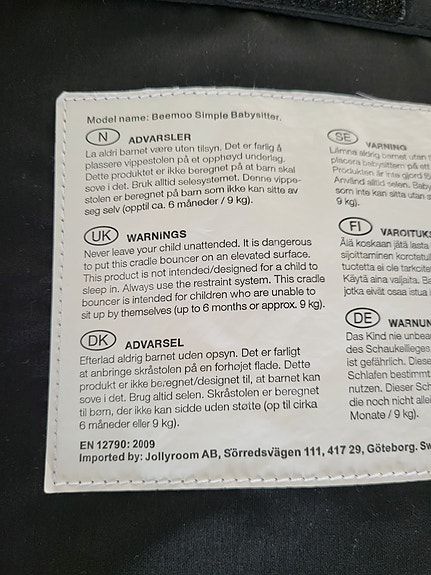 Model name: Beemoo Simple Babysitter.
N ADVARSLER
La aldri barnet være uten tilsyn. Det er farlig å
plassere vippestolen et opphøyd underlag.
Dette produktet er ikke beregnet på at barn skal
sove i det. Bruk alltid selesystemet. Denne vippe-
stolen er beregnet på barn som ikke kan sitte av
seg selv (opptil ca. 6 måneder / 9 kg).
UK WARNINGS
Never leave your child unattended. It is dangerous
to put this cradle bouncer on an elevated surface.
This product is not intended/designed for a child to
sleep in. Always use the restraint system. This cradle
bouncer is intended for children who are unable to
sit up by themselves (up to 6 months or approx. 9 kg).
DK ADVARSEL
Efterlad aldrig barnet uden opsyn. Det er farligt
at anbringe skråstolen en forhøjet flade. Dette
produkt er ikke beregnet/designet til, at barnet kan
sove i det. Brug altid selen. Skråstolen er beregnet
til børn, der ikke kan sidde uden støtte (op til cirka
6 måneder eller 9 kg).
EN 12790: 2009
Imported by: Jollyroom AB, Sörredsvägen 111, 417 29, Göteborg. Sw
SE VARNING
Lämna aldrig barnet utan
placera babysittern på ett
Produkten är inte gjord
Använd alltid selen. Baby
som inte kan sitta utan s
9 kg).
FI VAROITUKS
Älä koskaan jätä lasta
sijoittaminen korotetull
tuotetta ei ole tarkoitet
Käytä aina valjaita. Ba
jotka eivät osaa istua i
DE WARNUN
Das Kind nie unbea
des Schaukelliegers
ist gefährlich. Dieses
Schlafen bestimmt
nutzen. Dieser Sch
die noch nicht allei
Monate / 9 kg).